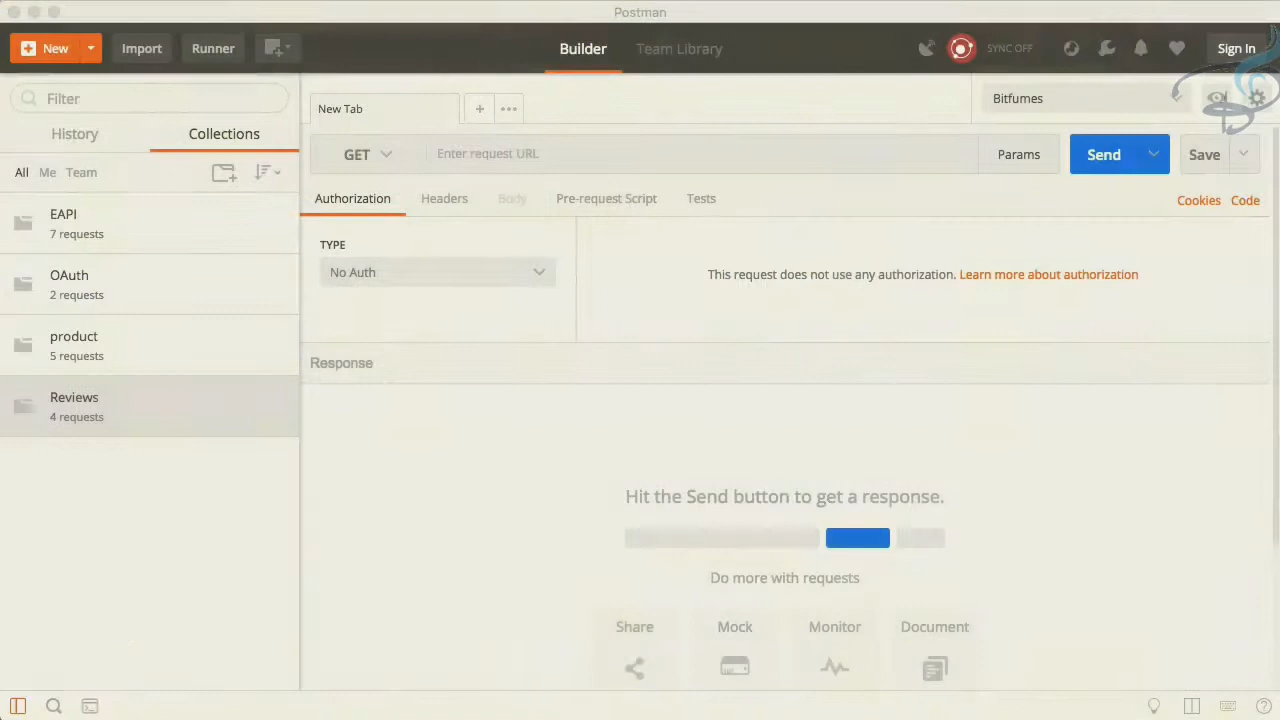 Postman
New
Import
Runner
Builder
Team Library
SYNC OFF
Sign In
Filter
History
Collections
All
Me
Team
EAPI
7 requests
OAuth
2 requests
product
5 requests
Reviews
4 requests
New Tab
Bitfumes
GET
Enter request URL
Params
Send
Save
Authorization
Headers
Body
Pre-request Script
Tests
Cookies
Code
TYPE
No Auth
This request does not use any authorization. Learn more about authorization
Response
Hit the Send button to get a response.
Do more with requests
Share
Mock
Monitor
Document